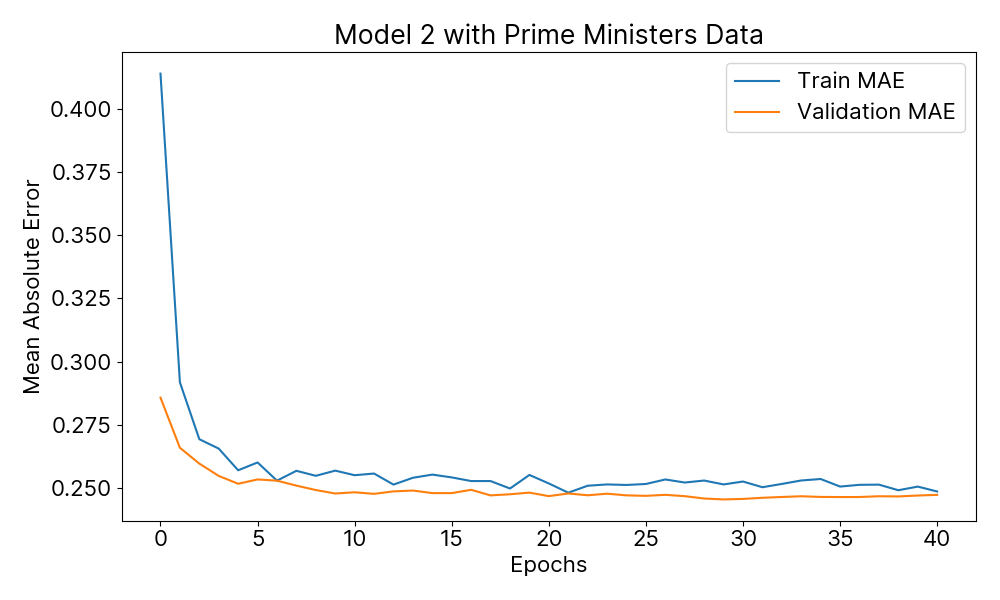 Model 2 with Prime Ministers Data
Train MAE
Validation MAE
Mean Absolute Error
0.400
0.375
0.350
0.325
0.300
0.275
0.250
0 5 10 15 20 25 30 35 40
Epochs